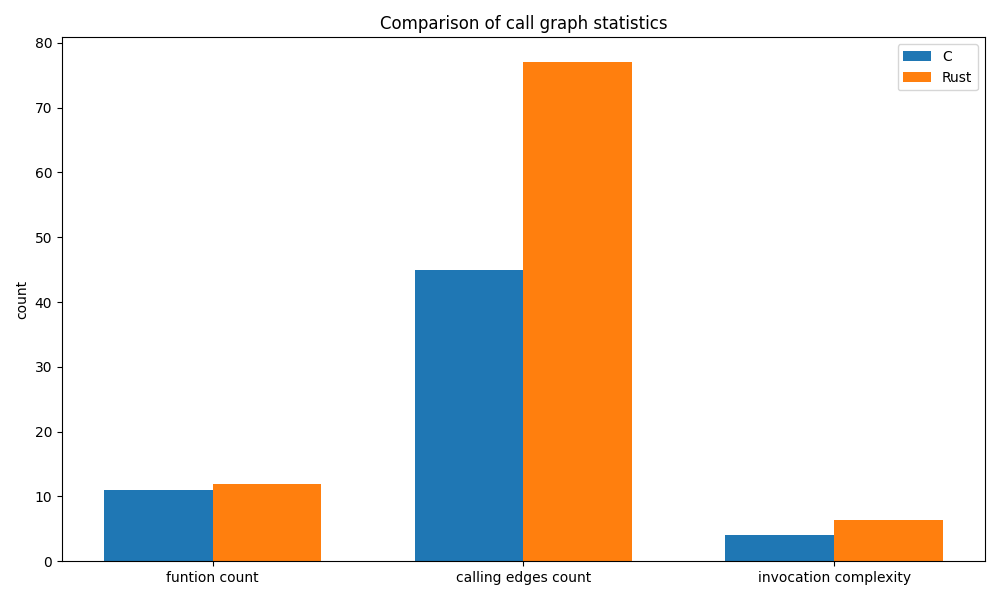 Comparison of call graph statistics
C
Rust
count
80
70
60
50
40
30
20
10
0
funtion count
calling edges count
invocation complexity